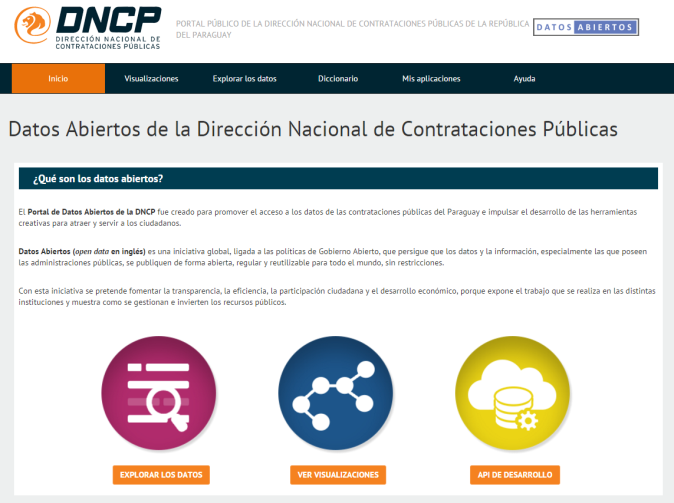 DNCP
DIRECCIÓN NACIONAL DE
CONTRATACIONES PÚBLICAS
PORTAL PÚBLICO DE LA DIRECCIÓN NACIONAL DE CONTRATACIONES PÚBLICAS DE LA REPÚBLICA
DEL PARAGUAY
DATOS ABIERTOS
Inicio Visualizaciones Explorar los datos Diccionario Mis aplicaciones Ayuda
Datos Abiertos de la Dirección Nacional de Contrataciones Públicas
¿Qué son los datos abiertos?
El Portal de Datos Abiertos de la DNCP fue creado para promover el acceso a los datos de las contrataciones públicas del Paraguay e impulsar el desarrollo de las herramientas
creativas para atraer y servir a los ciudadanos.
Datos Abiertos (open data en inglés) es una iniciativa global, ligada a las políticas de Gobierno Abierto, que persigue que los datos y la información, especialmente las que poseen
las administraciones públicas, se publiquen de forma abierta, regular y reutilizable para todo el mundo, sin restricciones.
Con esta iniciativa se pretende fomentar la transparencia, la eficiencia, la participación ciudadana y el desarrollo económico, porque expone el trabajo que se realiza en las distintas
instituciones y muestra como se gestionan e invierten los recursos públicos.
EXPLORAR LOS DATOS VER VISUALIZACIONES API DE DESARROLLO